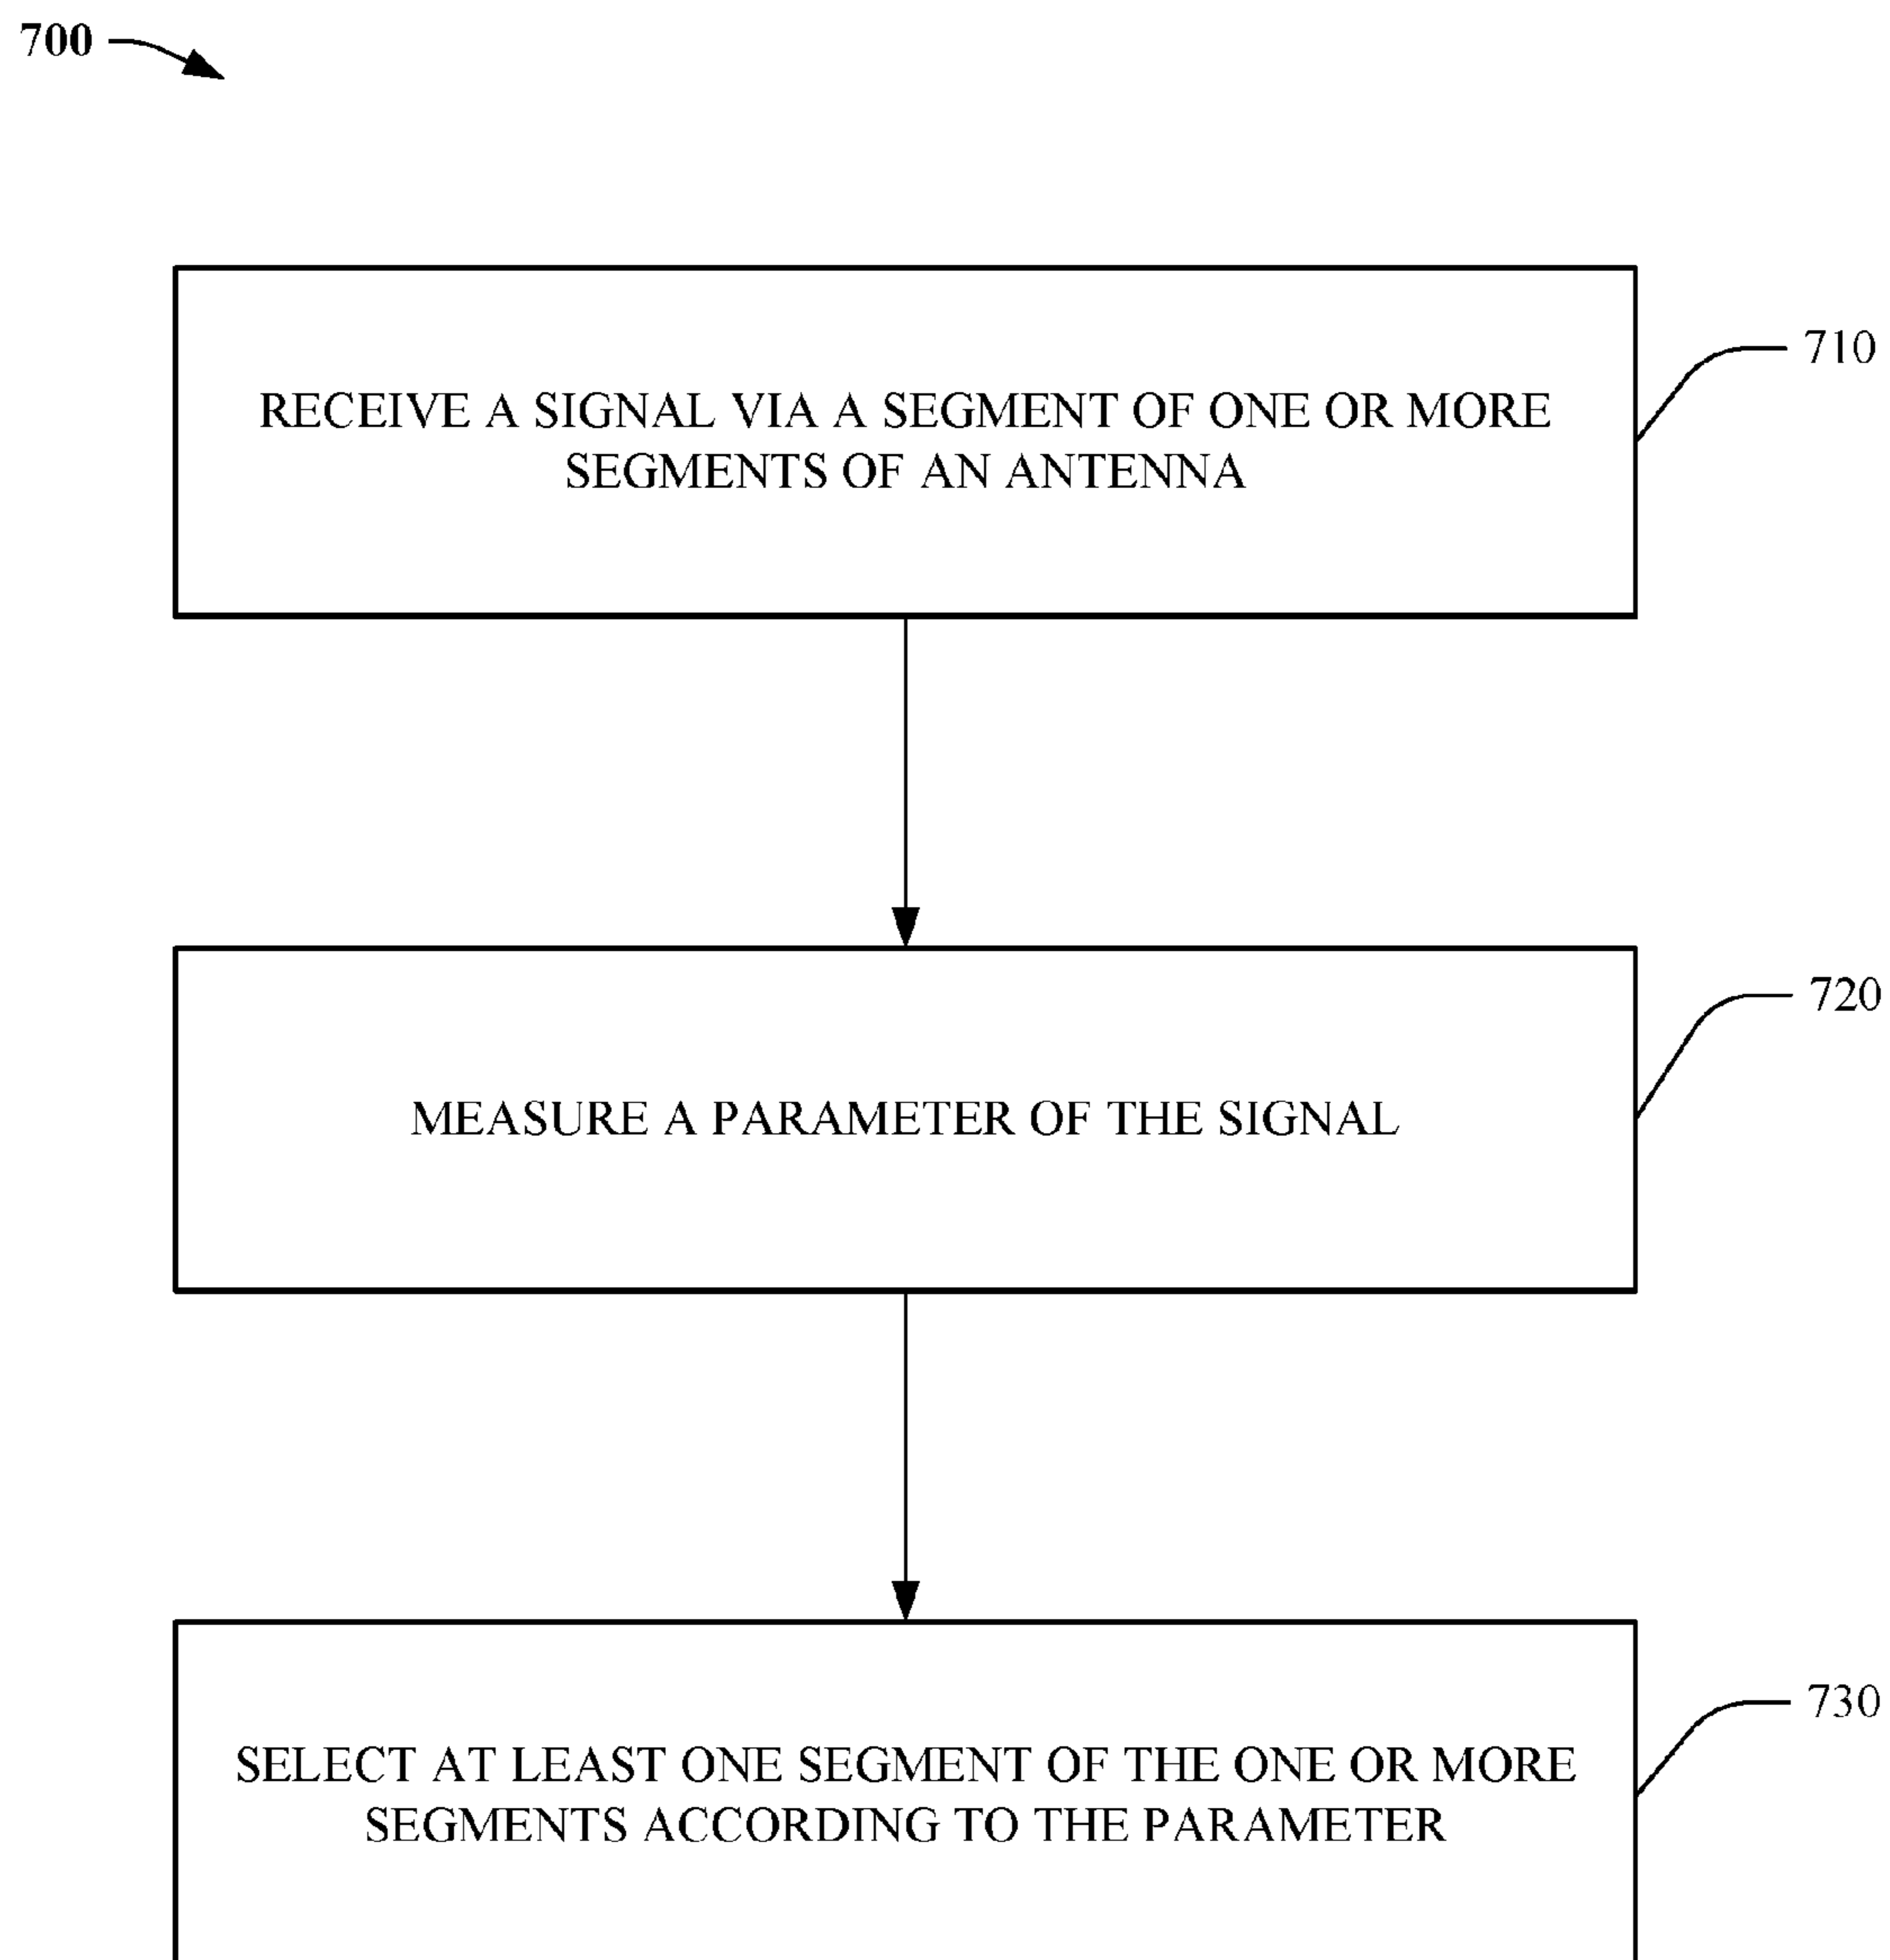 700
RECEIVE A SIGNAL VIA A SEGMENT OF ONE OR MORE
SEGMENTS OF AN ANTENNA
710
MEASURE A PARAMETER OF THE SIGNAL
720
SELECT AT LEAST ONE SEGMENT OF THE ONE OR MORE
SEGMENTS ACCORDING TO THE PARAMETER
730